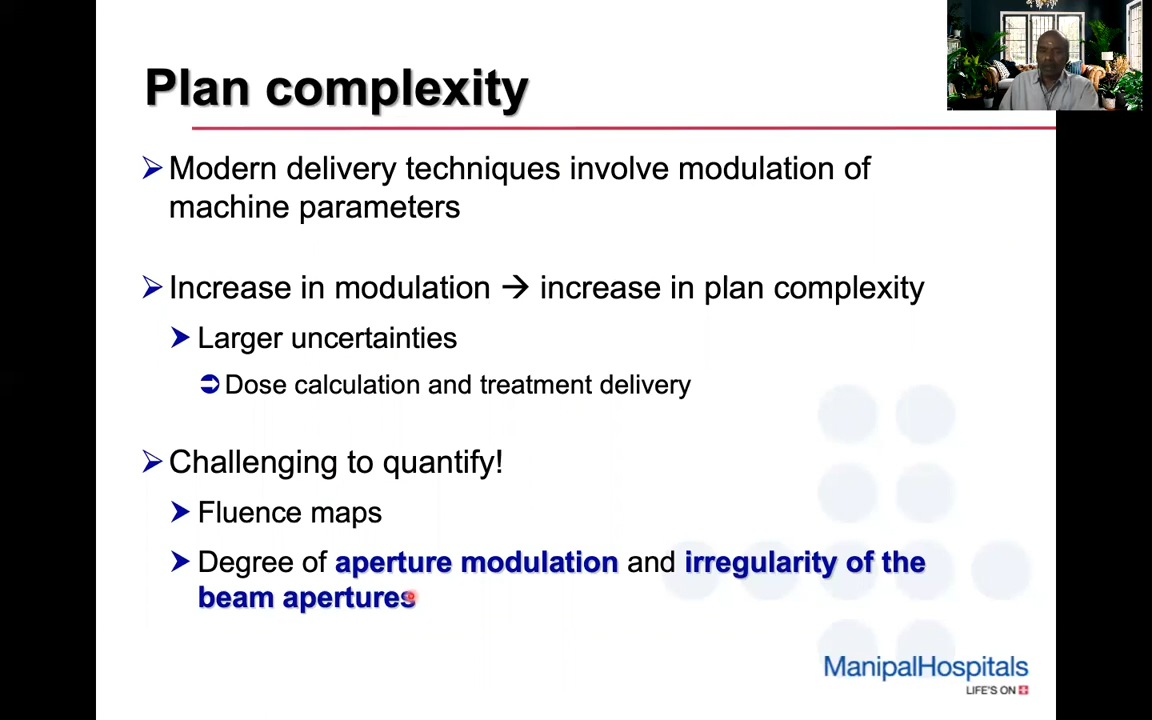 Plan complexity
Modern delivery techniques involve modulation of
machine parameters
Increase in modulation → increase in plan complexity
Larger uncertainties
Dose calculation and treatment delivery
Challenging to quantify!
Fluence maps
Degree of aperture modulation and irregularity of the
beam apertures
ManipalHospitals
LIFE'S ON